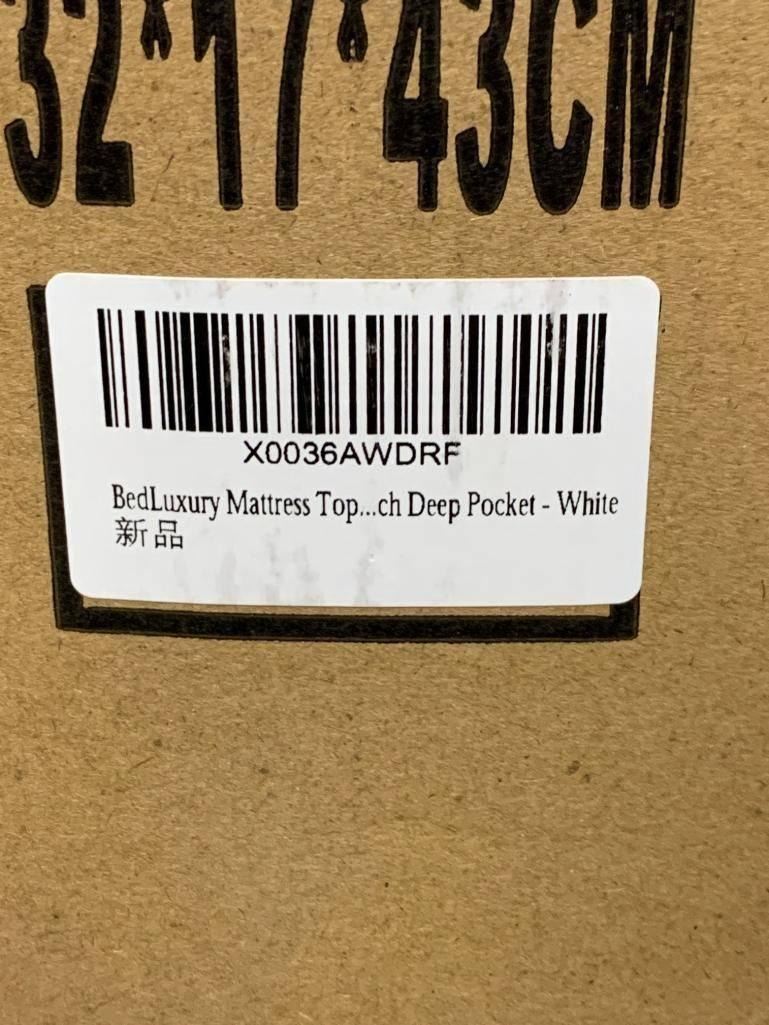 32*17*43CM
X0036AWDRF
BedLuxury Mattress Top...ch Deep Pocket - White
新品